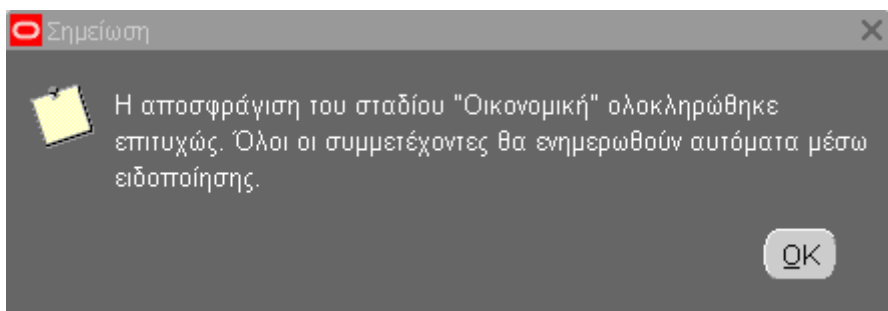 Σημείωση
Η αποσφράγιση του σταδίου "Οικονομική" ολοκληρώθηκε
επιτυχώς. Όλοι οι συμμετέχοντες θα ενημερωθούν αυτόματα μέσω
ειδοποίησης.
OK